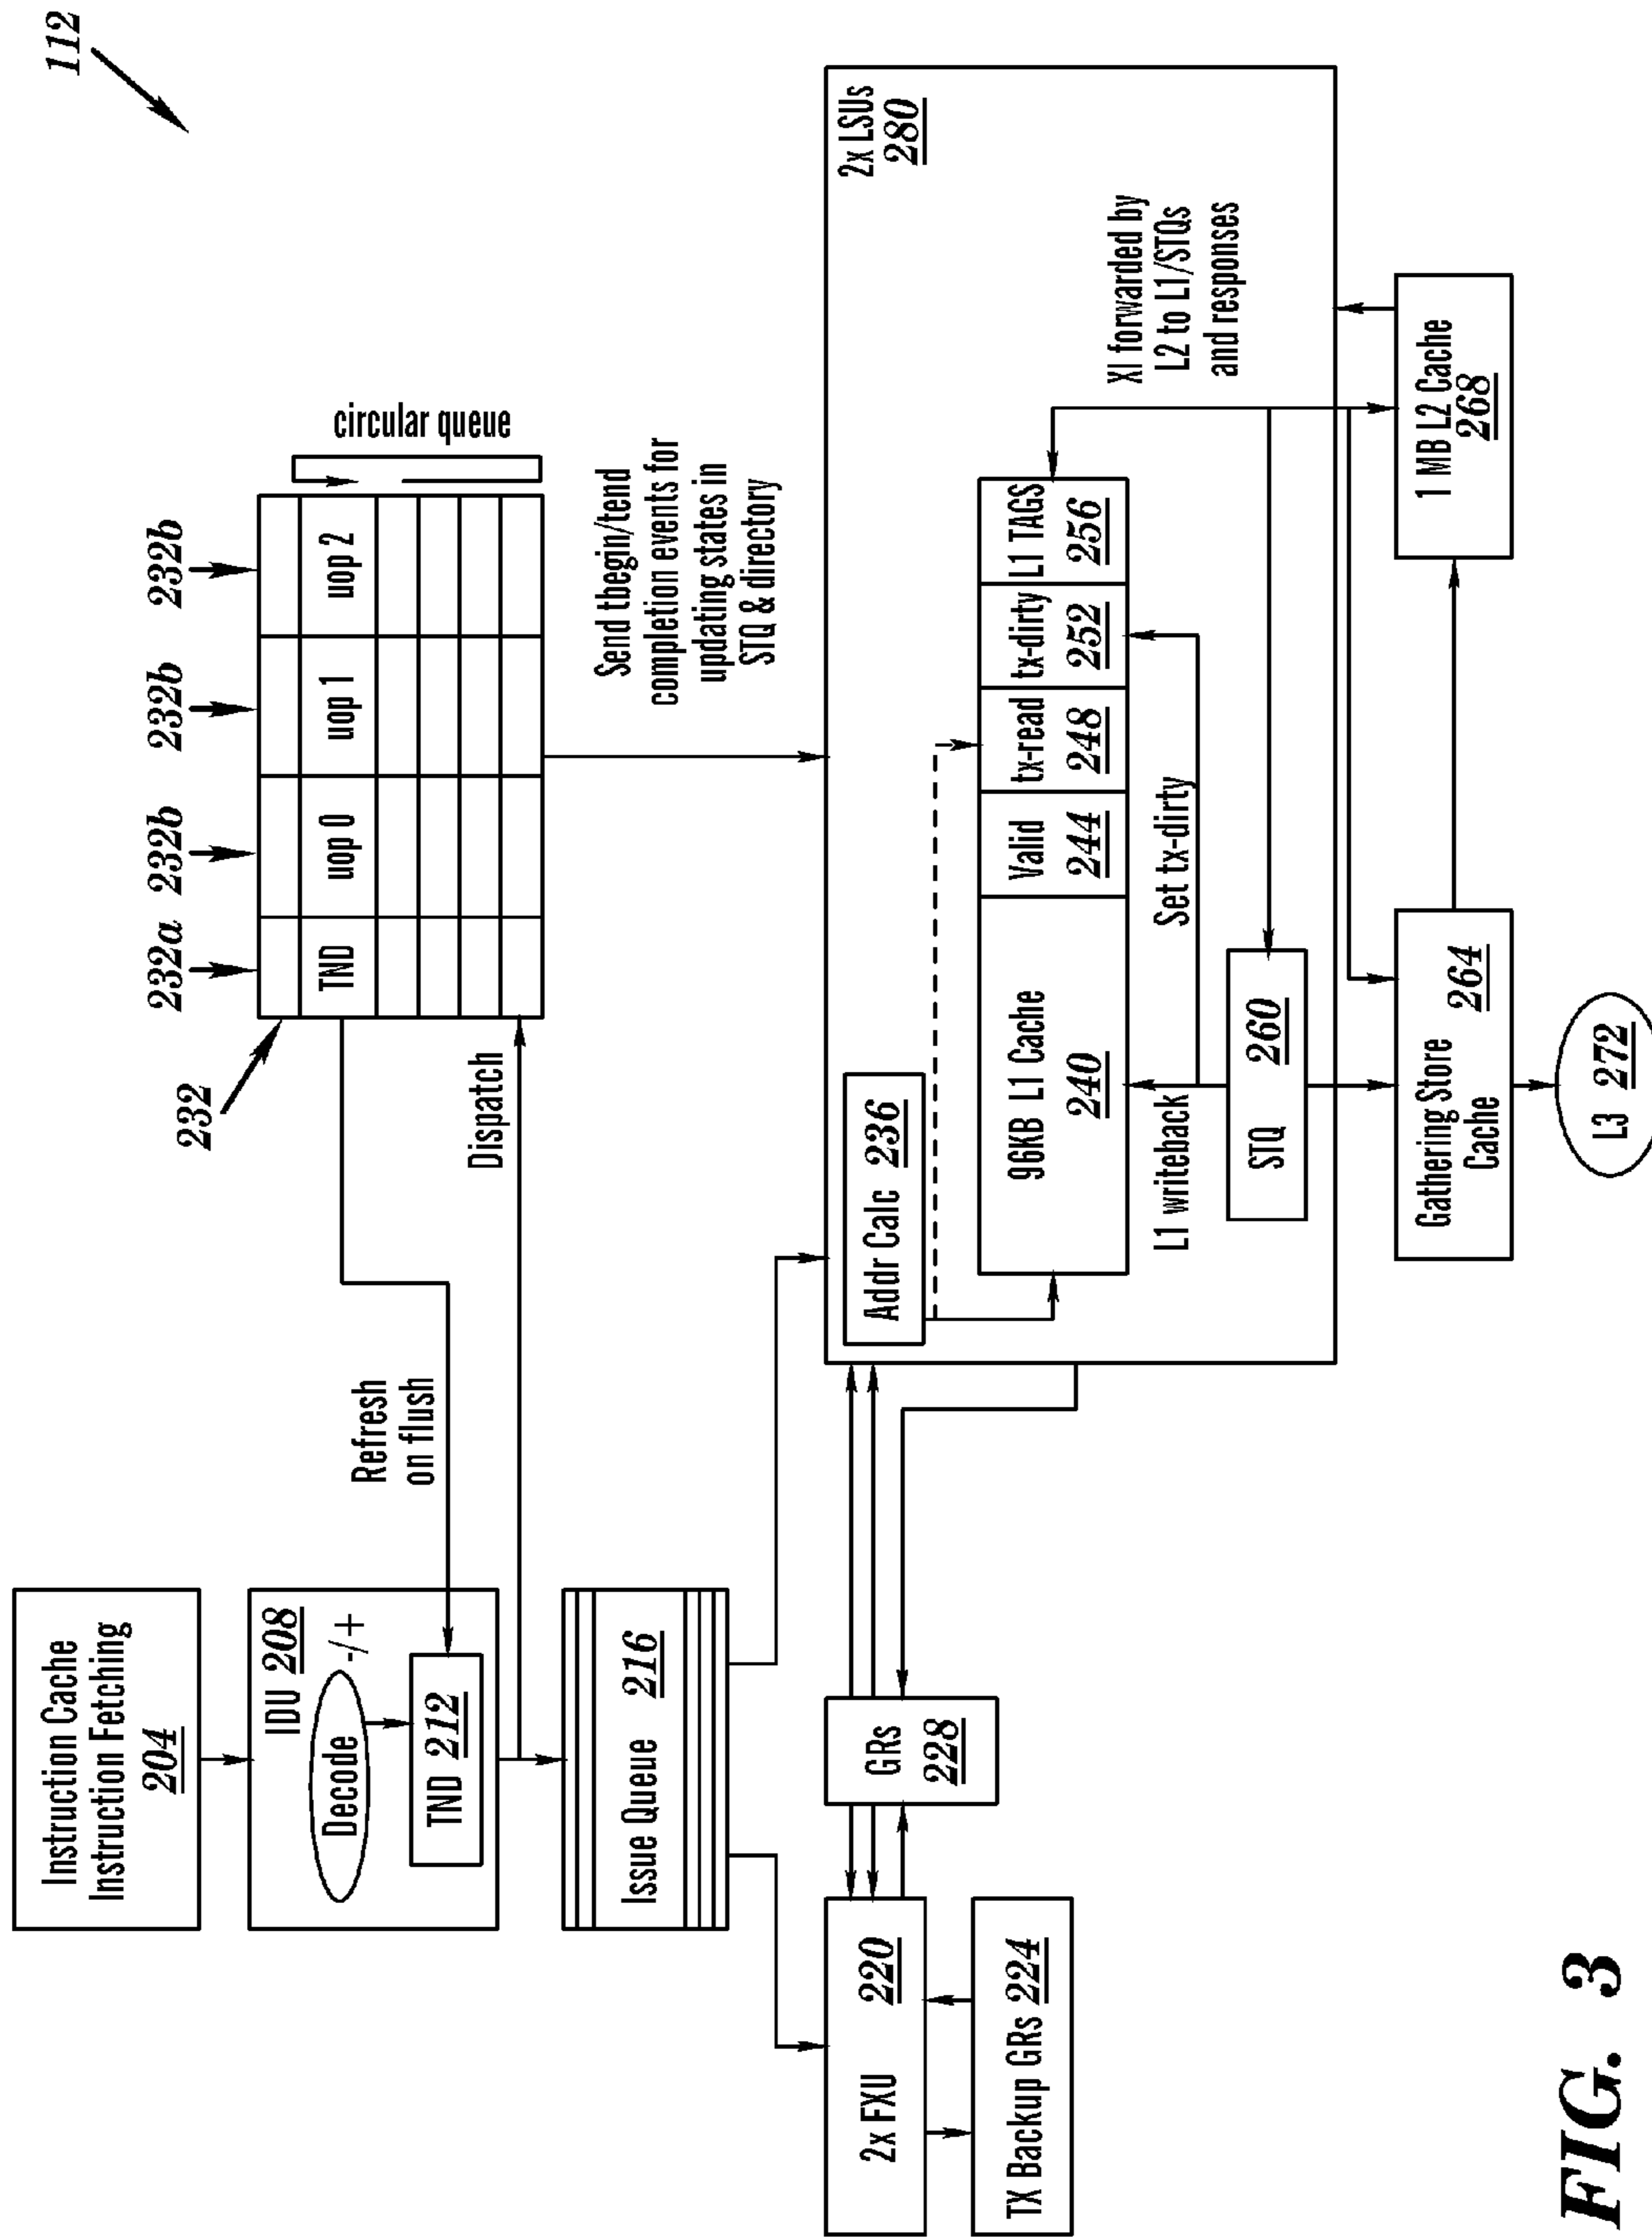 112
Instruction Cache
Instruction Fetching
204
IDU 208
Decode
-/+
TND 212
Refresh
on flush
Dispatch
232
232a
232b
232b
232b
TND
uop 0
uop 1
uop 2
circular queue
Send tbegin/tend
completion events for
updating states in
STQ & directory
Issue Queue
216
2x FXU
220
TX Backup GRs 224
GRs
228
2x LSUs
280
Addr Calc 236
96KB L1 Cache
240
Valid
244
tx-read
248
tx-dirty
252
L1 TAGS
256
XI forwarded by
L2 to L1/STQs
and responses
L1 writeback
Set tx-dirty
STQ
260
Gathering Store
Cache
264
1 MB L2 Cache
268
L3 272
FIG. 3